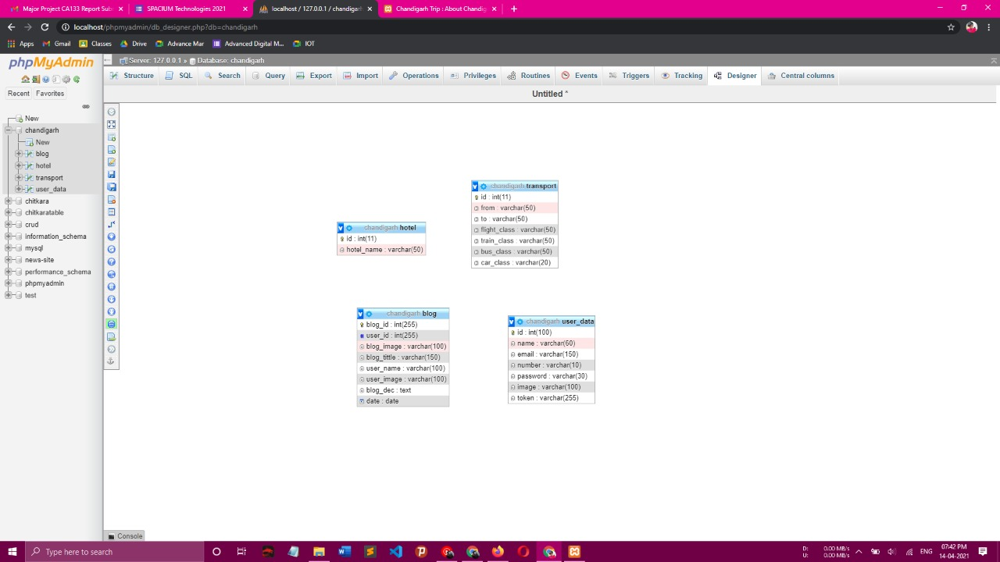 Major Project CA133 Report Sub
SPACIUM Technologies 2021
localhost / 127.0.0.1 / chandigarh
Chandigarh Trip : About Chandig
localhost/phpmyadmin/db_designer.php?db=chandigarh
Apps
Gmail
Classes
Drive
Advance Mar
Advanced Digital M...
IOT
phpMyAdmin
Server: 127.0.0.1 » Database: chandigarh
Structure
SQL
Search
Query
Export
Import
Operations
Privileges
Routines
Events
Triggers
Tracking
Designer
Central columns
Recent
Favorites
Untitled *
New
chandigarh
New
blog
hotel
transport
user_data
chitkara
chitkaratable
crud
information_schema
mysql
news-site
performance_schema
phpmyadmin
test
v chandigarh transport
id : int(11)
from : varchar(50)
to : varchar(50)
flight_class : varchar(50)
train_class : varchar(50)
bus_class : varchar(50)
car_class : varchar(20)
v chandigarh hotel
id : int(11)
hotel_name : varchar(50)
v chandigarh blog
blog_id : int(255)
# user_id : int(255)
blog_image : varchar(100)
blog_tittle : varchar(150)
user_name : varchar(100)
user_image : varchar(100)
blog_dec : text
date : date
v chandigarh user_data
id : int(100)
name : varchar(60)
email : varchar(150)
number : varchar(10)
password : varchar(30)
image : varchar(100)
token : varchar(255)
Console
Type here to search
D: 0.00 MB/s
U: 0.00 MB/s
ENG
07:42 PM
14-04-2021